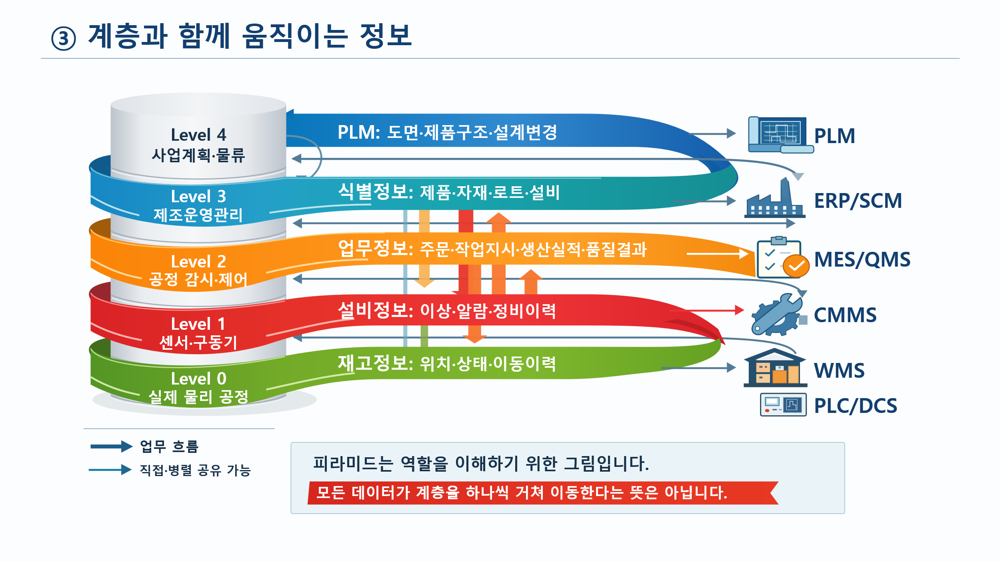 ③ 계층과 함께 움직이는 정보
Level 4
사업계획·물류
Level 3
제조운영관리
Level 2
공정 감시·제어
Level 1
센서·구동기
Level 0
실제 물리 공정
PLM: 도면·제품구조·설계변경
식별정보: 제품·자재·로트·설비
업무정보: 주문·작업지시·생산실적·품질결과
설비정보: 이상·알람·정비이력
재고정보: 위치·상태·이동이력
PLM
ERP/SCM
MES/QMS
CMMS
WMS
PLC/DCS
업무 흐름
직접·병렬 공유 가능
피라미드는 역할을 이해하기 위한 그림입니다.
모든 데이터가 계층을 하나씩 거쳐 이동한다는 뜻은 아닙니다.